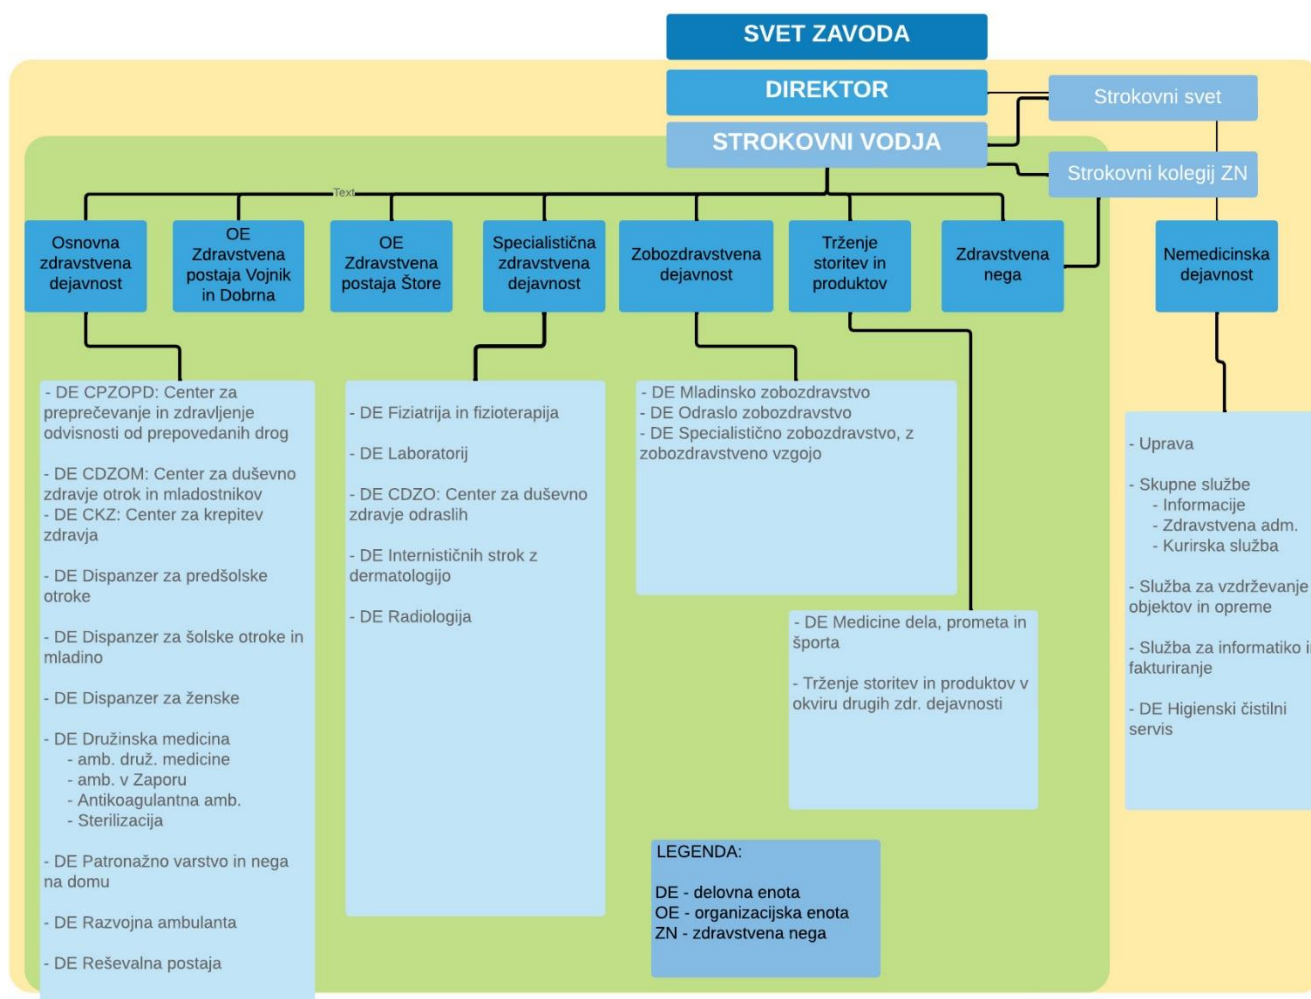 SVET ZAVODA
DIREKTOR
Strokovni svet
STROKOVNI VODJA
Strokovni kolegij ZN
Text
Osnovna
zdravstvena
dejavnost
OE
Zdravstvena
postaja Vojnik
in Dobrna
OE
Zdravstvena
postaja Štore
Specialistična
zdravstvena
dejavnost
Zobozdravstvena
dejavnost
Trženje
storitev in
produktov
Zdravstvena
nega
Nemedicinska
dejavnost
- DE CPZOPD: Center za
preprečevanje in zdravljenje
odvisnosti od prepovedanih drog
- DE CDZOM: Center za duševno
zdravje otrok in mladostnikov
- DE CKZ: Center za krepitev
zdravja
- DE Dispanzer za predšolske
otroke
- DE Dispanzer za šolske otroke in
mladino
- DE Dispanzer za ženske
- DE Družinska medicina
- amb. druž. medicine
- amb. v Zaporu
- Antikoagulantna amb.
- Sterilizacija
- DE Patronažno varstvo in nega
na domu
- DE Razvojna ambulanta
- DE Reševalna postaja
- DE Fiziatrija in fizioterapija
- DE Laboratorij
- DE CDZO: Center za duševno
zdravje odraslih
- DE Internističnih strok z
dermatologijo
- DE Radiologija
- DE Mladinsko zobozdravstvo
- DE Odraslo zobozdravstvo
- DE Specialistično zobozdravstvo, z
zobozdravstveno vzgojo
- DE Medicine dela, prometa in
športa
- Trženje storitev in produktov v
okviru drugih zdr. dejavnosti
- Uprava
- Skupne službe
- Informacije
- Zdravstvena adm.
- Kurirska služba
- Služba za vzdrževanje
objektov in opreme
- Služba za informatiko
fakturiranje
- DE Higienski čistilni
servis
LEGENDA:
DE - delovna enota
OE - organizacijska enota
ZN - zdravstvena nega